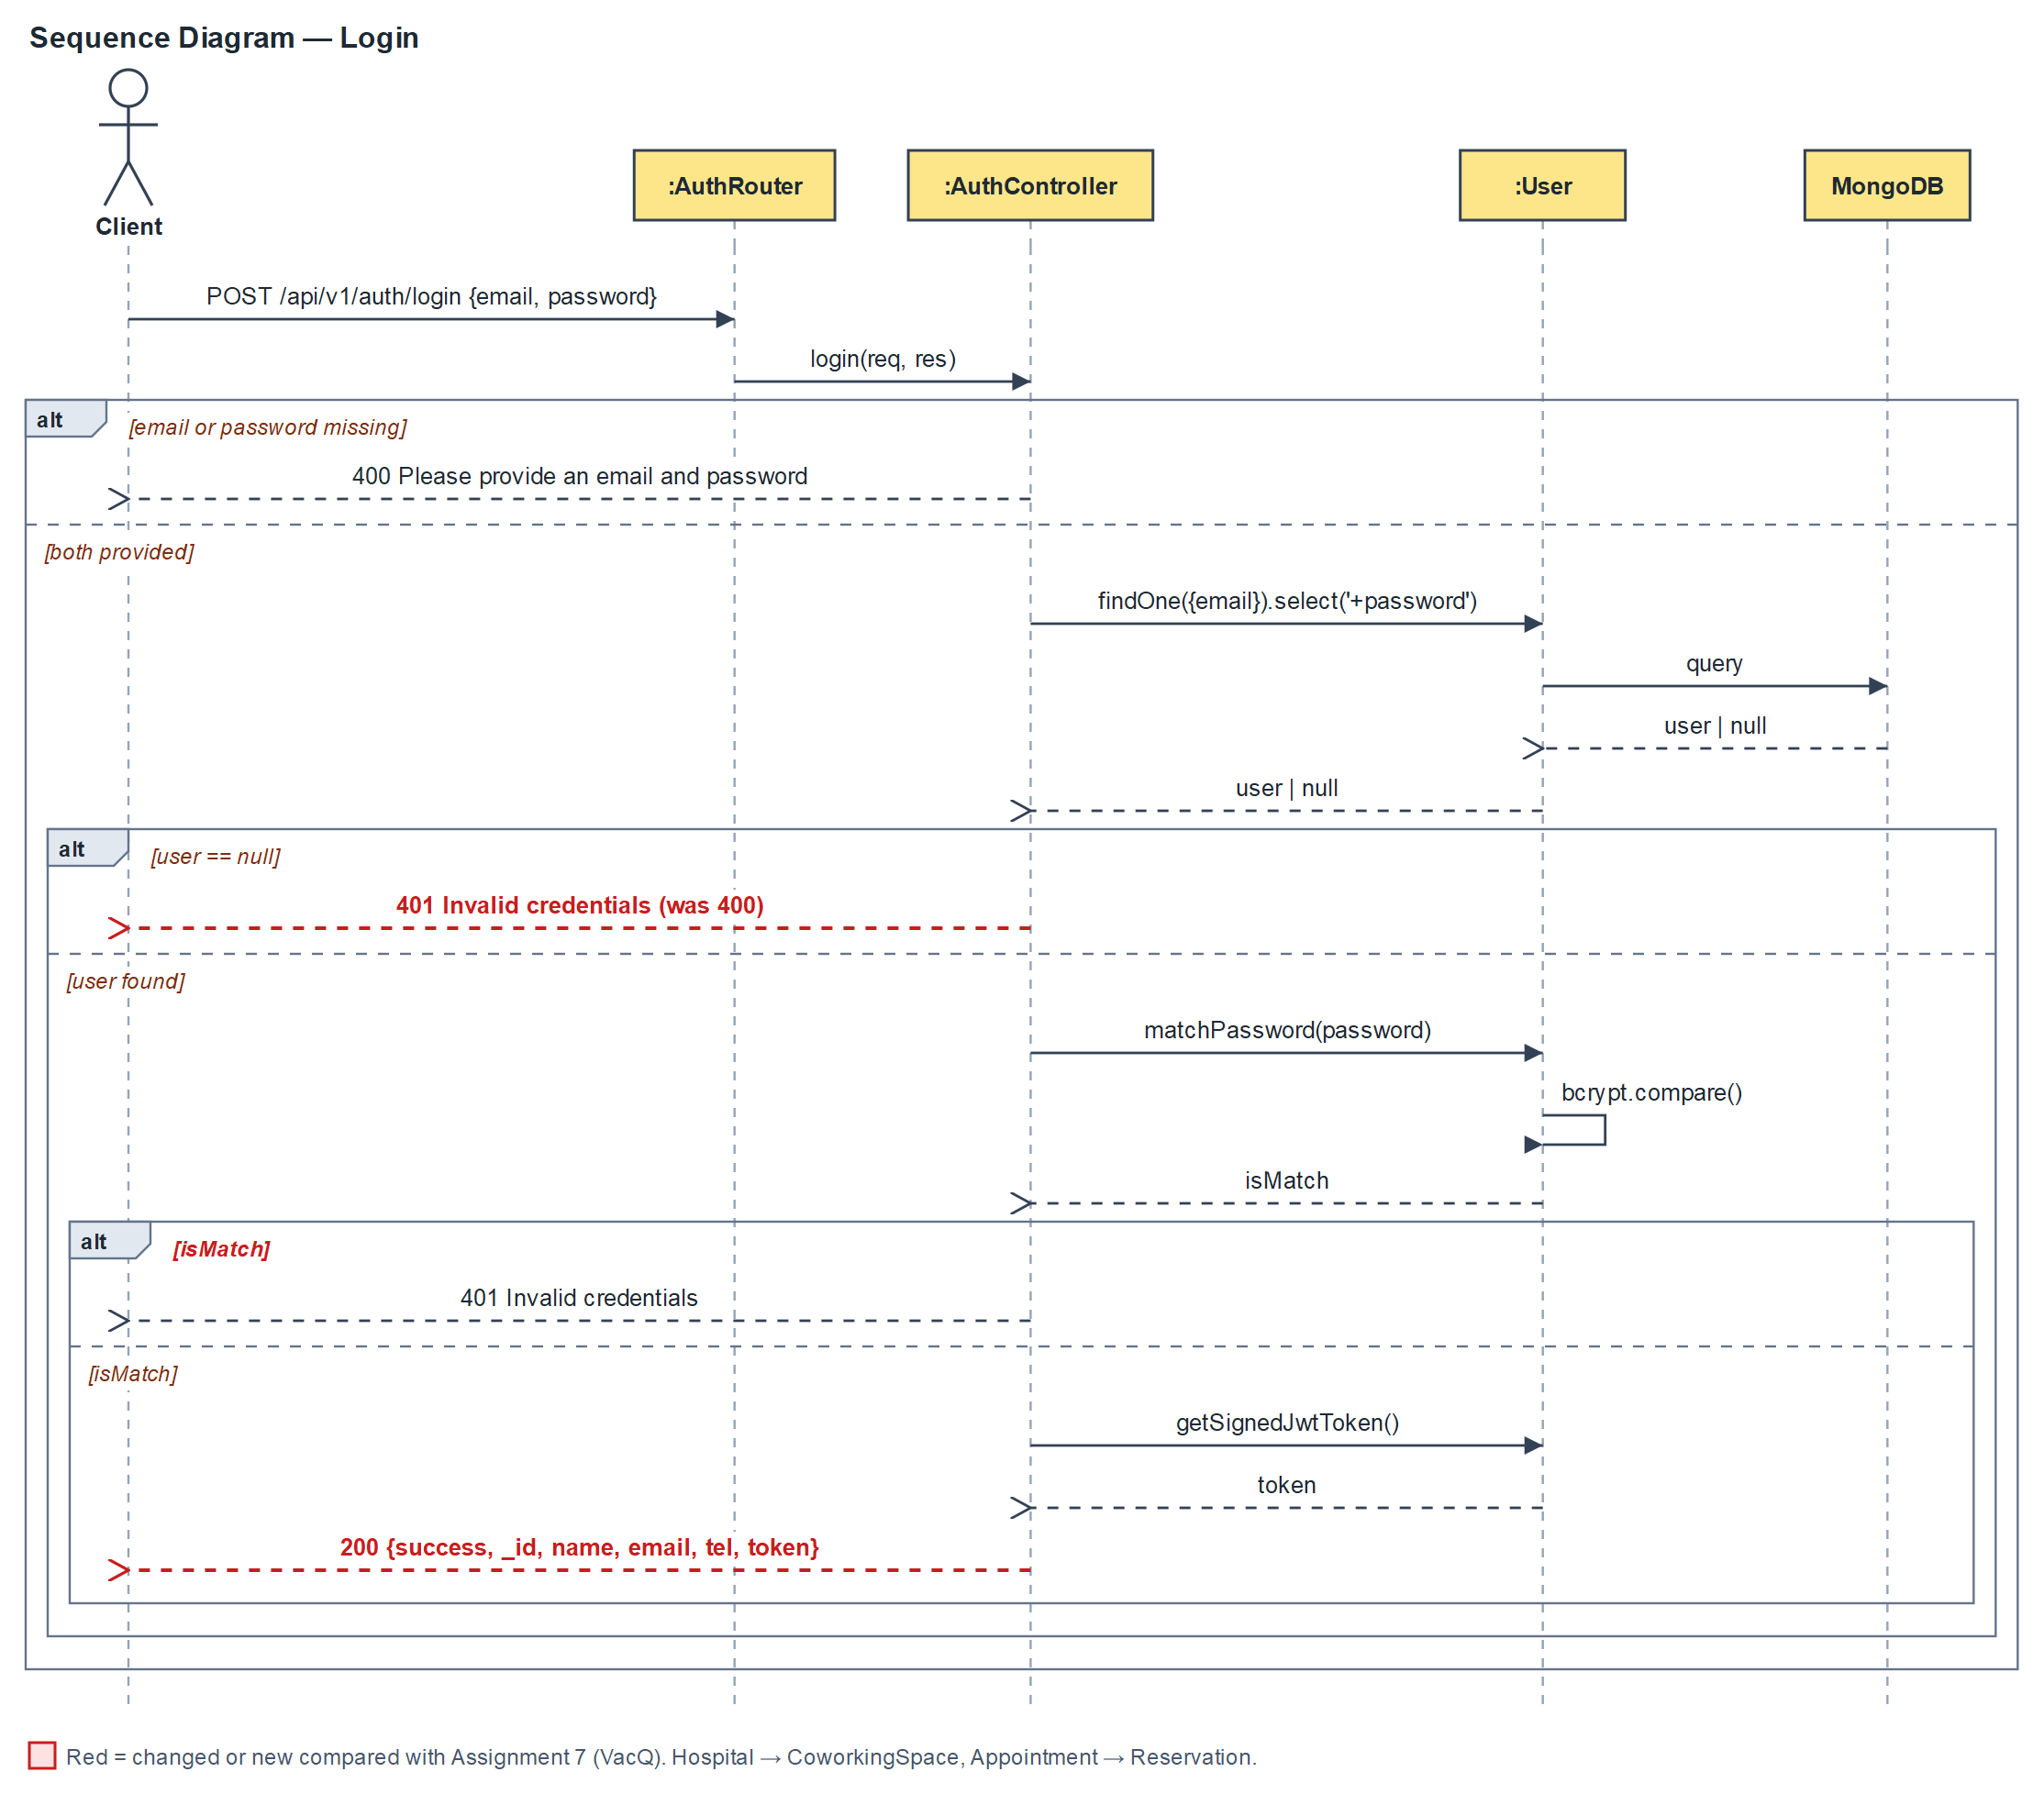 Sequence Diagram — Login
Client
:AuthRouter
:AuthController
:User
MongoDB
POST /api/v1/auth/login {email, password}
login(req, res)
alt
[email or password missing]
400 Please provide an email and password
[both provided]
findOne({email}).select('+password')
query
user | null
user | null
alt
[user == null]
401 Invalid credentials (was 400)
[user found]
matchPassword(password)
bcrypt.compare()
isMatch
alt
[isMatch]
401 Invalid credentials
[isMatch]
getSignedJwtToken()
token
200 {success, _id, name, email, tel, token}
Red = changed or new compared with Assignment 7 (VacQ). Hospital → CoworkingSpace, Appointment → Reservation.